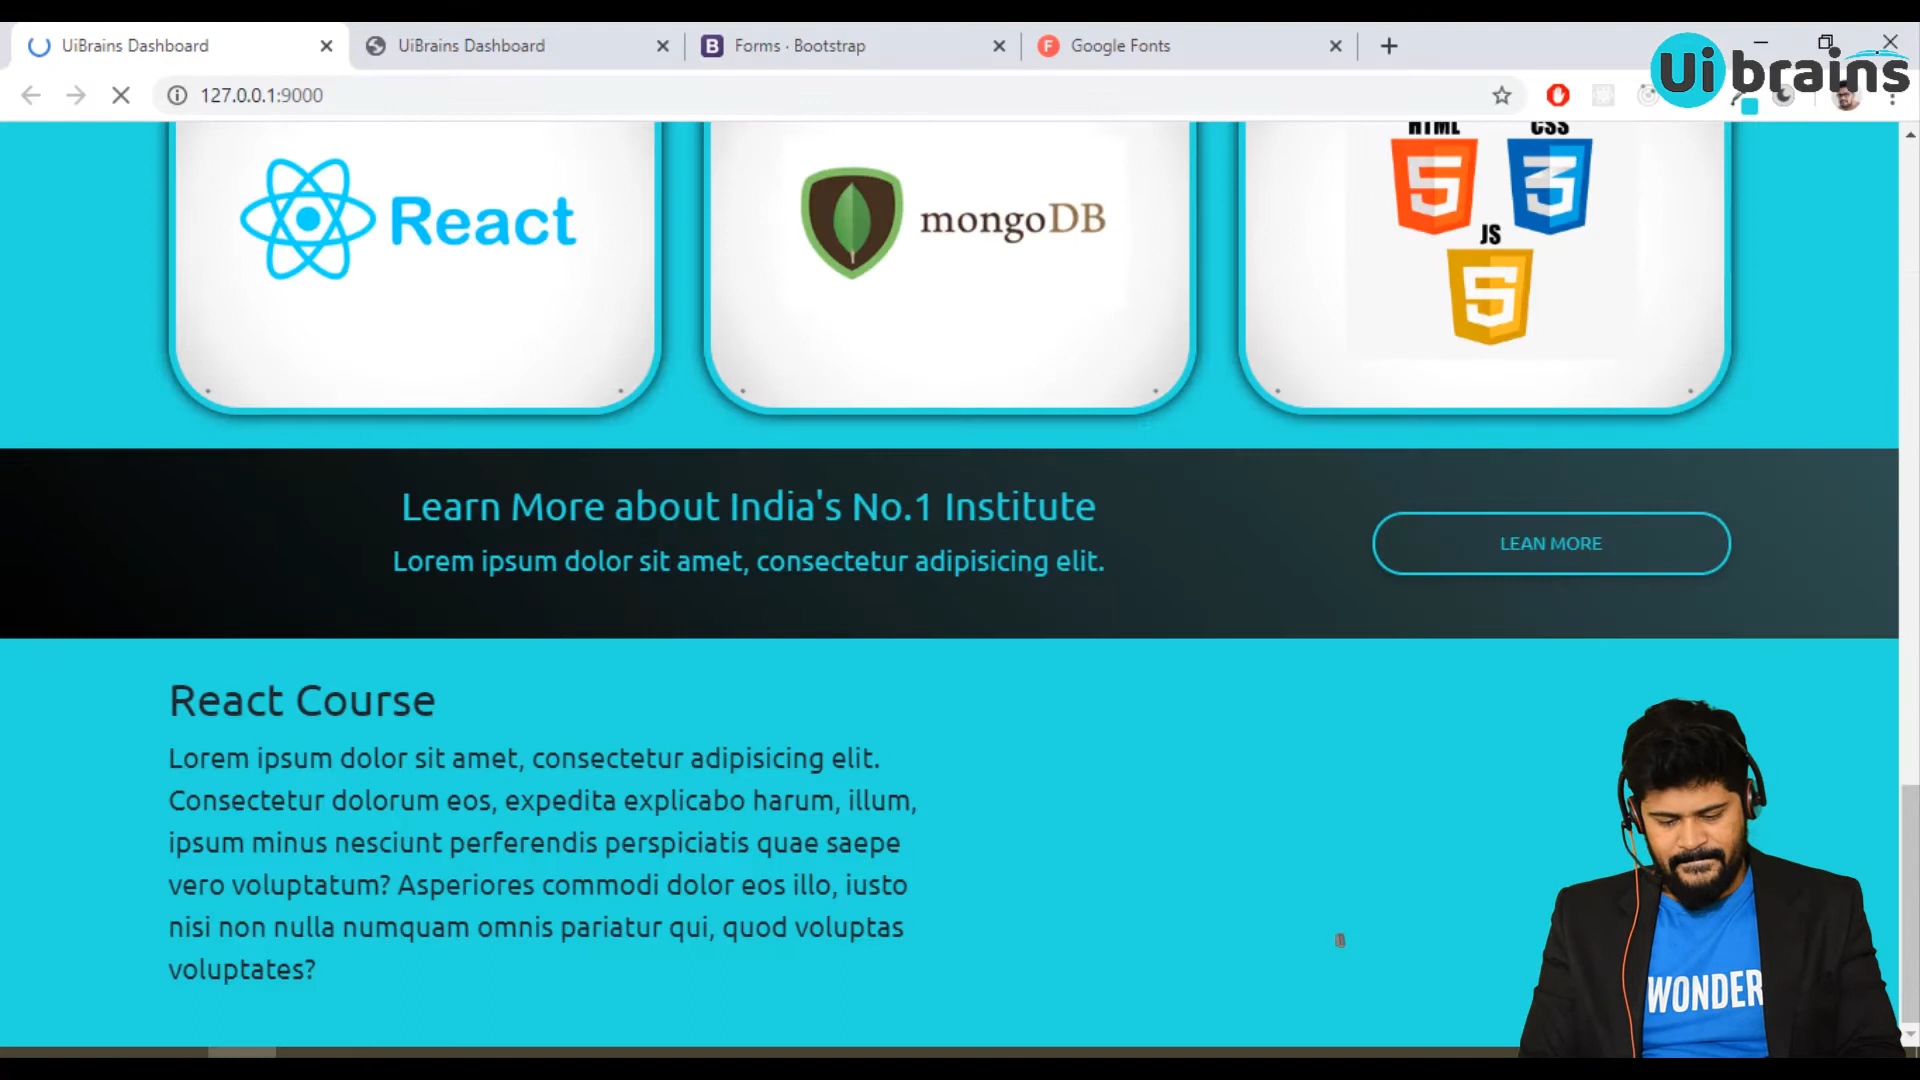 UiBrains Dashboard
UiBrains Dashboard
B Forms · Bootstrap
F Google Fonts
Ui brains
127.0.0.1:9000
React
mongoDB
HTML
CSS
JS
Learn More about India's No.1 Institute
Lorem ipsum dolor sit amet, consectetur adipisicing elit.
LEAN MORE
React Course
Lorem ipsum dolor sit amet, consectetur adipisicing elit.
Consectetur dolorum eos, expedita explicabo harum, illum,
ipsum minus nesciunt perferendis perspiciatis quae saepe
vero voluptatum? Asperiores commodi dolor eos illo, iusto
nisi non nulla numquam omnis pariatur qui, quod voluptas
voluptates?
WONDER